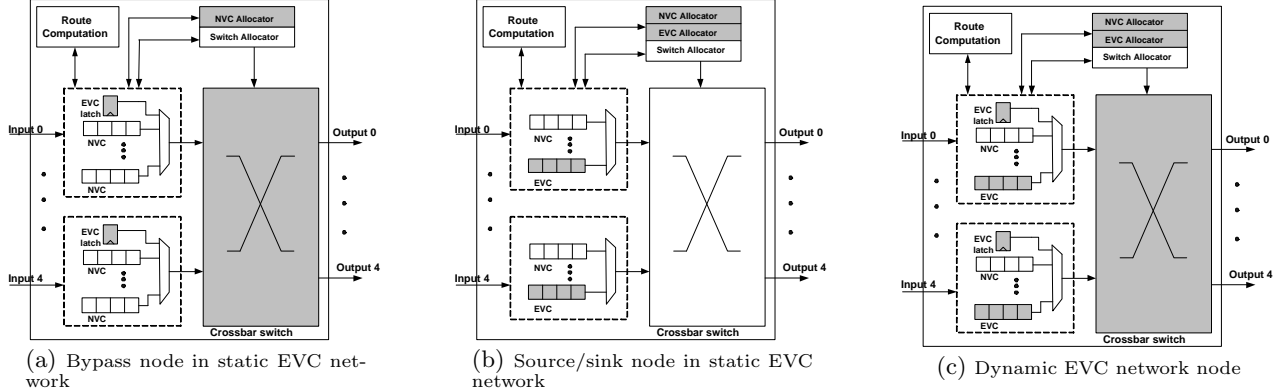 Route
Computation
NVC Allocator
Switch Allocator
EVC
latch
NVC
NVC
Input 0
Output 0
EVC
latch
NVC
NVC
Input 4
Output 4
Crossbar switch
(a) Bypass node in static EVC net-
work
Route
Computation
NVC Allocator
EVC Allocator
Switch Allocator
NVC
EVC
Input 0
Output 0
NVC
EVC
Input 4
Output 4
Crossbar switch
(b) Source/sink node in static EVC
network
Route
Computation
NVC Allocator
EVC Allocator
Switch Allocator
EVC
latch
NVC
EVC
Input 0
Output 0
EVC
latch
NVC
EVC
Input 4
Output 4
Crossbar switch
(c) Dynamic EVC network node